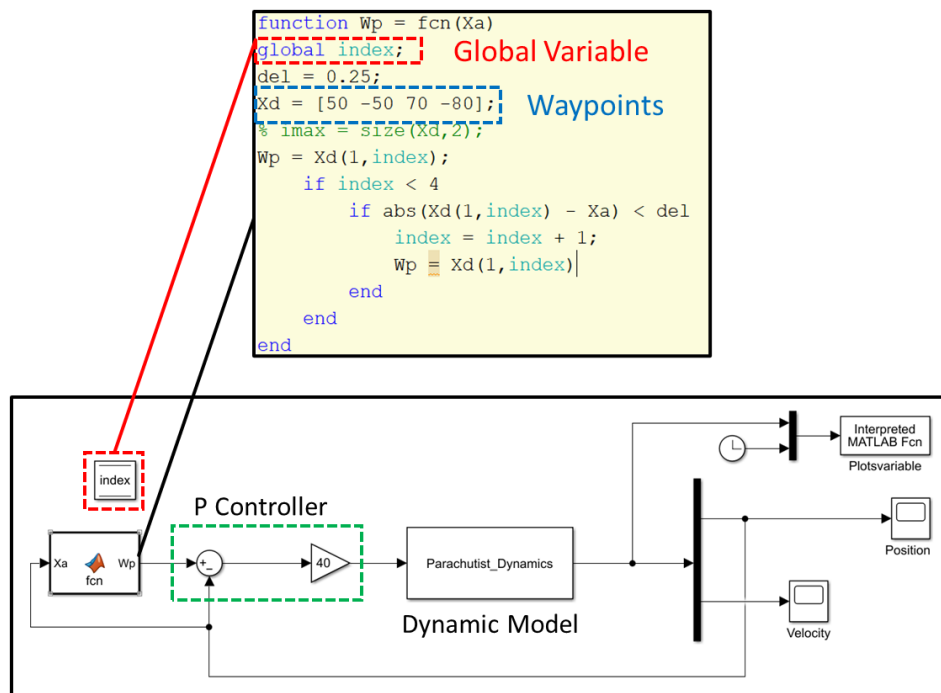 function Wp = fcn(Xa)
global index;
Global Variable
del = 0.25;
Xd = [50 -50 70 -80];
Waypoints
% imax = size(Xd,2);
Wp = Xd(1,index);
if index < 4
if abs(Xd(1,index) - Xa) < del
index = index + 1;
Wp = Xd(1,index)
end
end
end
index
P Controller
Xa
Wp
fcn
+
-
40
Parachutist_Dynamics
Dynamic Model
Interpreted
MATLAB Fcn
Plotsvariable
Position
Velocity